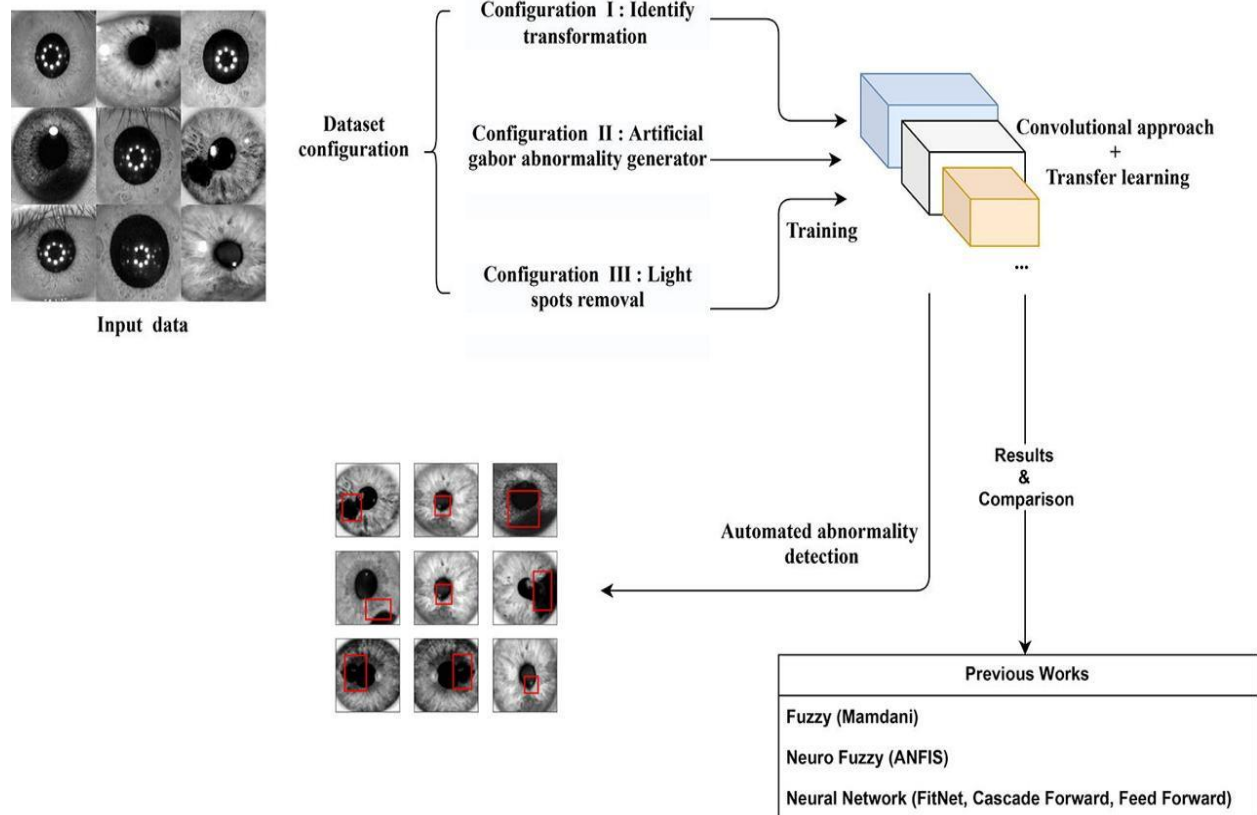 Configuration I : Identify
transformation
Dataset
configuration
Configuration II : Artificial
gabor abnormality generator
Configuration III : Light
spots removal
Input data
Training
Convolutional approach
+
Transfer learning
...
Results
&
Comparison
Automated abnormality
detection
Previous Works
Fuzzy (Mamdani)
Neuro Fuzzy (ANFIS)
Neural Network (FitNet, Cascade Forward, Feed Forward)